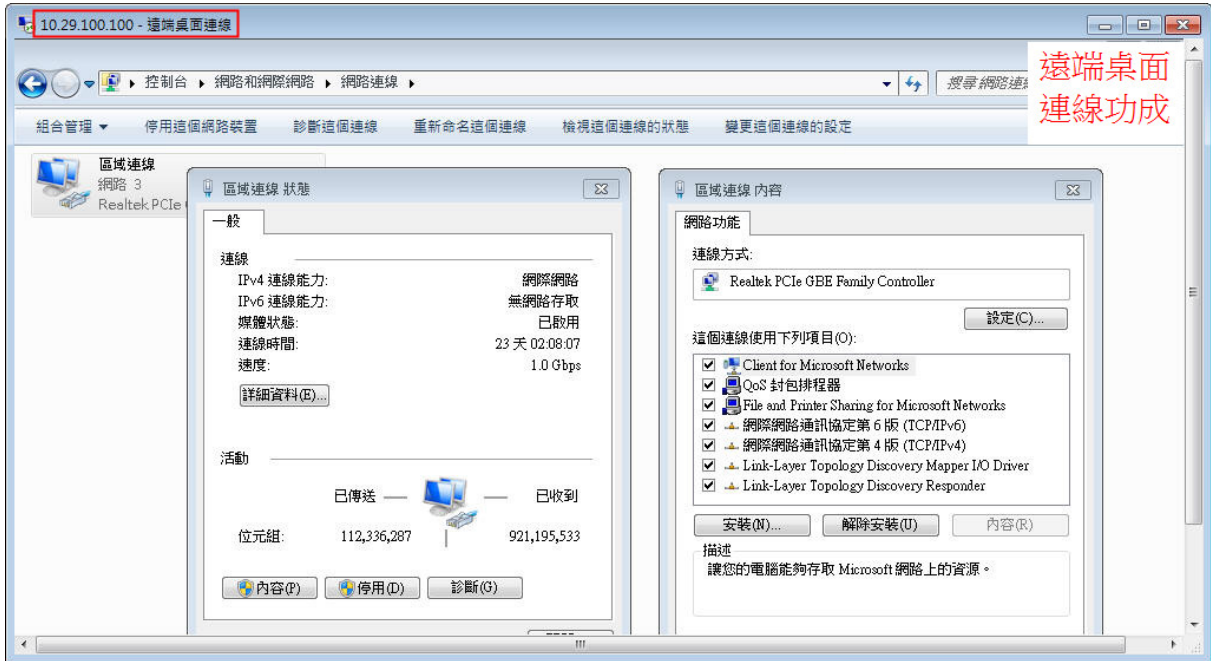 10.29.100.100 - 遠端桌面連線
遠端桌面
連線功成
控制台 ▸ 網路和網際網路 ▸ 網路連線 ▸
搜尋網路連
組合管理 ▼ 停用這個網路裝置 診斷這個連線 重新命名這個連線 檢視這個連線的狀態 變更這個連線的設定
區域連線
網路 3
Realtek PCIe
區域連線 狀態
一般
連線
IPv4 連線能力: 網際網路
IPv6 連線能力: 無網路存取
媒體狀態: 已啟用
連線時間: 23 天 02:08:07
速度: 1.0 Gbps
詳細資料(E)...
活動
已傳送 — — 已收到
位元組: 112,336,287 | 921,195,533
內容(P) 停用(D) 診斷(G)
區域連線 內容
網路功能
連線方式:
Realtek PCIe GBE Family Controller
設定(C)...
這個連線使用下列項目(O):
Client for Microsoft Networks
QoS 封包排程器
File and Printer Sharing for Microsoft Networks
網際網路通訊協定第 6 版 (TCP/IPv6)
網際網路通訊協定第 4 版 (TCP/IPv4)
Link-Layer Topology Discovery Mapper I/O Driver
Link-Layer Topology Discovery Responder
安裝(N)... 解除安裝(U) 內容(R)
描述
讓您的電腦能夠存取 Microsoft 網路上的資源。